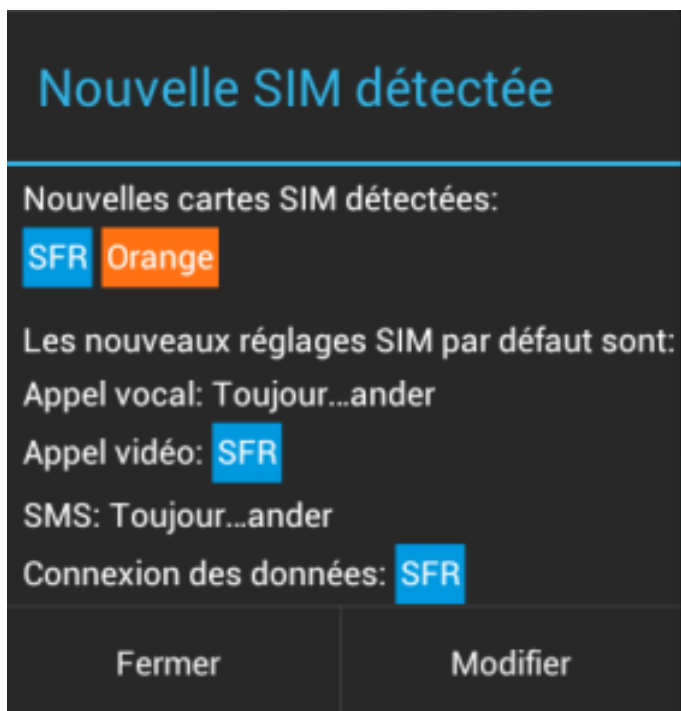 Nouvelle SIM détectée
Nouvelles cartes SIM détectées:
SFR Orange
Les nouveaux réglages SIM par défaut sont:
Appel vocal: Toujour...ander
Appel vidéo: SFR
SMS: Toujour...ander
Connexion des données: SFR
Fermer Modifier